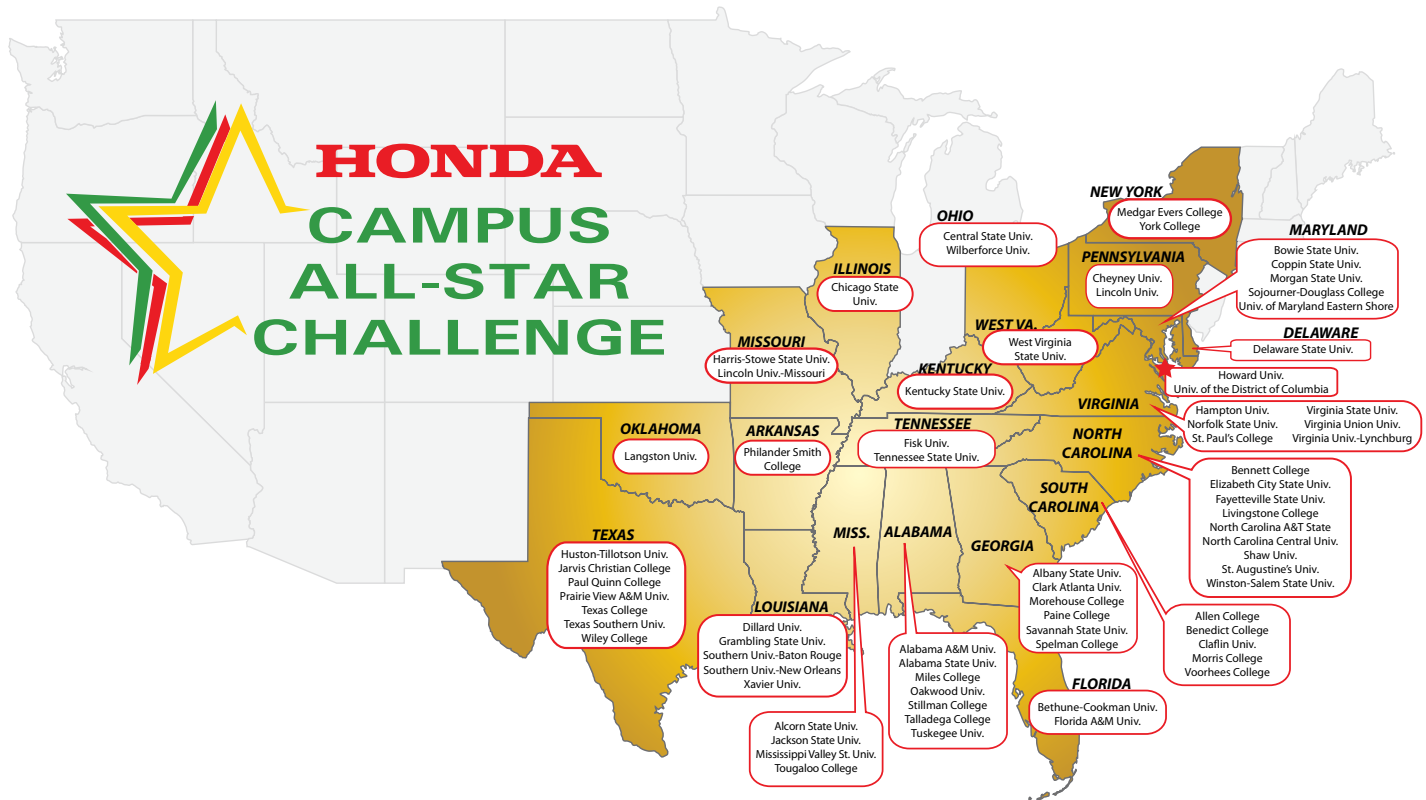 HONDA
CAMPUS
ALL-STAR
CHALLENGE
NEW YORK
Medgar Evers College
York College
OHIO
Central State Univ.
Wilberforce Univ.
MARYLAND
Bowie State Univ.
Coppin State Univ.
Morgan State Univ.
Sojourner-Douglass College
Univ. of Maryland Eastern Shore
PENNSYLVANIA
Cheyney Univ.
Lincoln Univ.
ILLINOIS
Chicago State
Univ.
WEST VA.
West Virginia
State Univ.
DELAWARE
Delaware State Univ.
MISSOURI
Harris-Stowe State Univ.
Lincoln Univ.-Missouri
KENTUCKY
Kentucky State Univ.
Howard Univ.
Univ. of the District of Columbia
VIRGINIA
Hampton Univ.
Norfolk State Univ.
St. Paul's College
Virginia State Univ.
Virginia Union Univ.
Virginia Univ.-Lynchburg
OKLAHOMA
Langston Univ.
ARKANSAS
Philander Smith
College
TENNESSEE
Fisk Univ.
Tennessee State Univ.
NORTH
CAROLINA
Bennett College
Elizabeth City State Univ.
Fayetteville State Univ.
Livingstone College
North Carolina A&T State
North Carolina Central Univ.
Shaw Univ.
St. Augustine's Univ.
Winston-Salem State Univ.
SOUTH
CAROLINA
Allen College
Benedict College
Claflin Univ.
Morris College
Voorhees College
TEXAS
Huston-Tillotson Univ.
Jarvis Christian College
Paul Quinn College
Prairie View A&M Univ.
Texas College
Texas Southern Univ.
Wiley College
LOUISIANA
Dillard Univ.
Grambling State Univ.
Southern Univ.-Baton Rouge
Southern Univ.-New Orleans
Xavier Univ.
MISS.
Alcorn State Univ.
Jackson State Univ.
Mississippi Valley St. Univ.
Tougaloo College
ALABAMA
Alabama A&M Univ.
Alabama State Univ.
Miles College
Oakwood Univ.
Stillman College
Talladega College
Tuskegee Univ.
GEORGIA
Albany State Univ.
Clark Atlanta Univ.
Morehouse College
Paine College
Savannah State Univ.
Spelman College
FLORIDA
Bethune-Cookman Univ.
Florida A&M Univ.